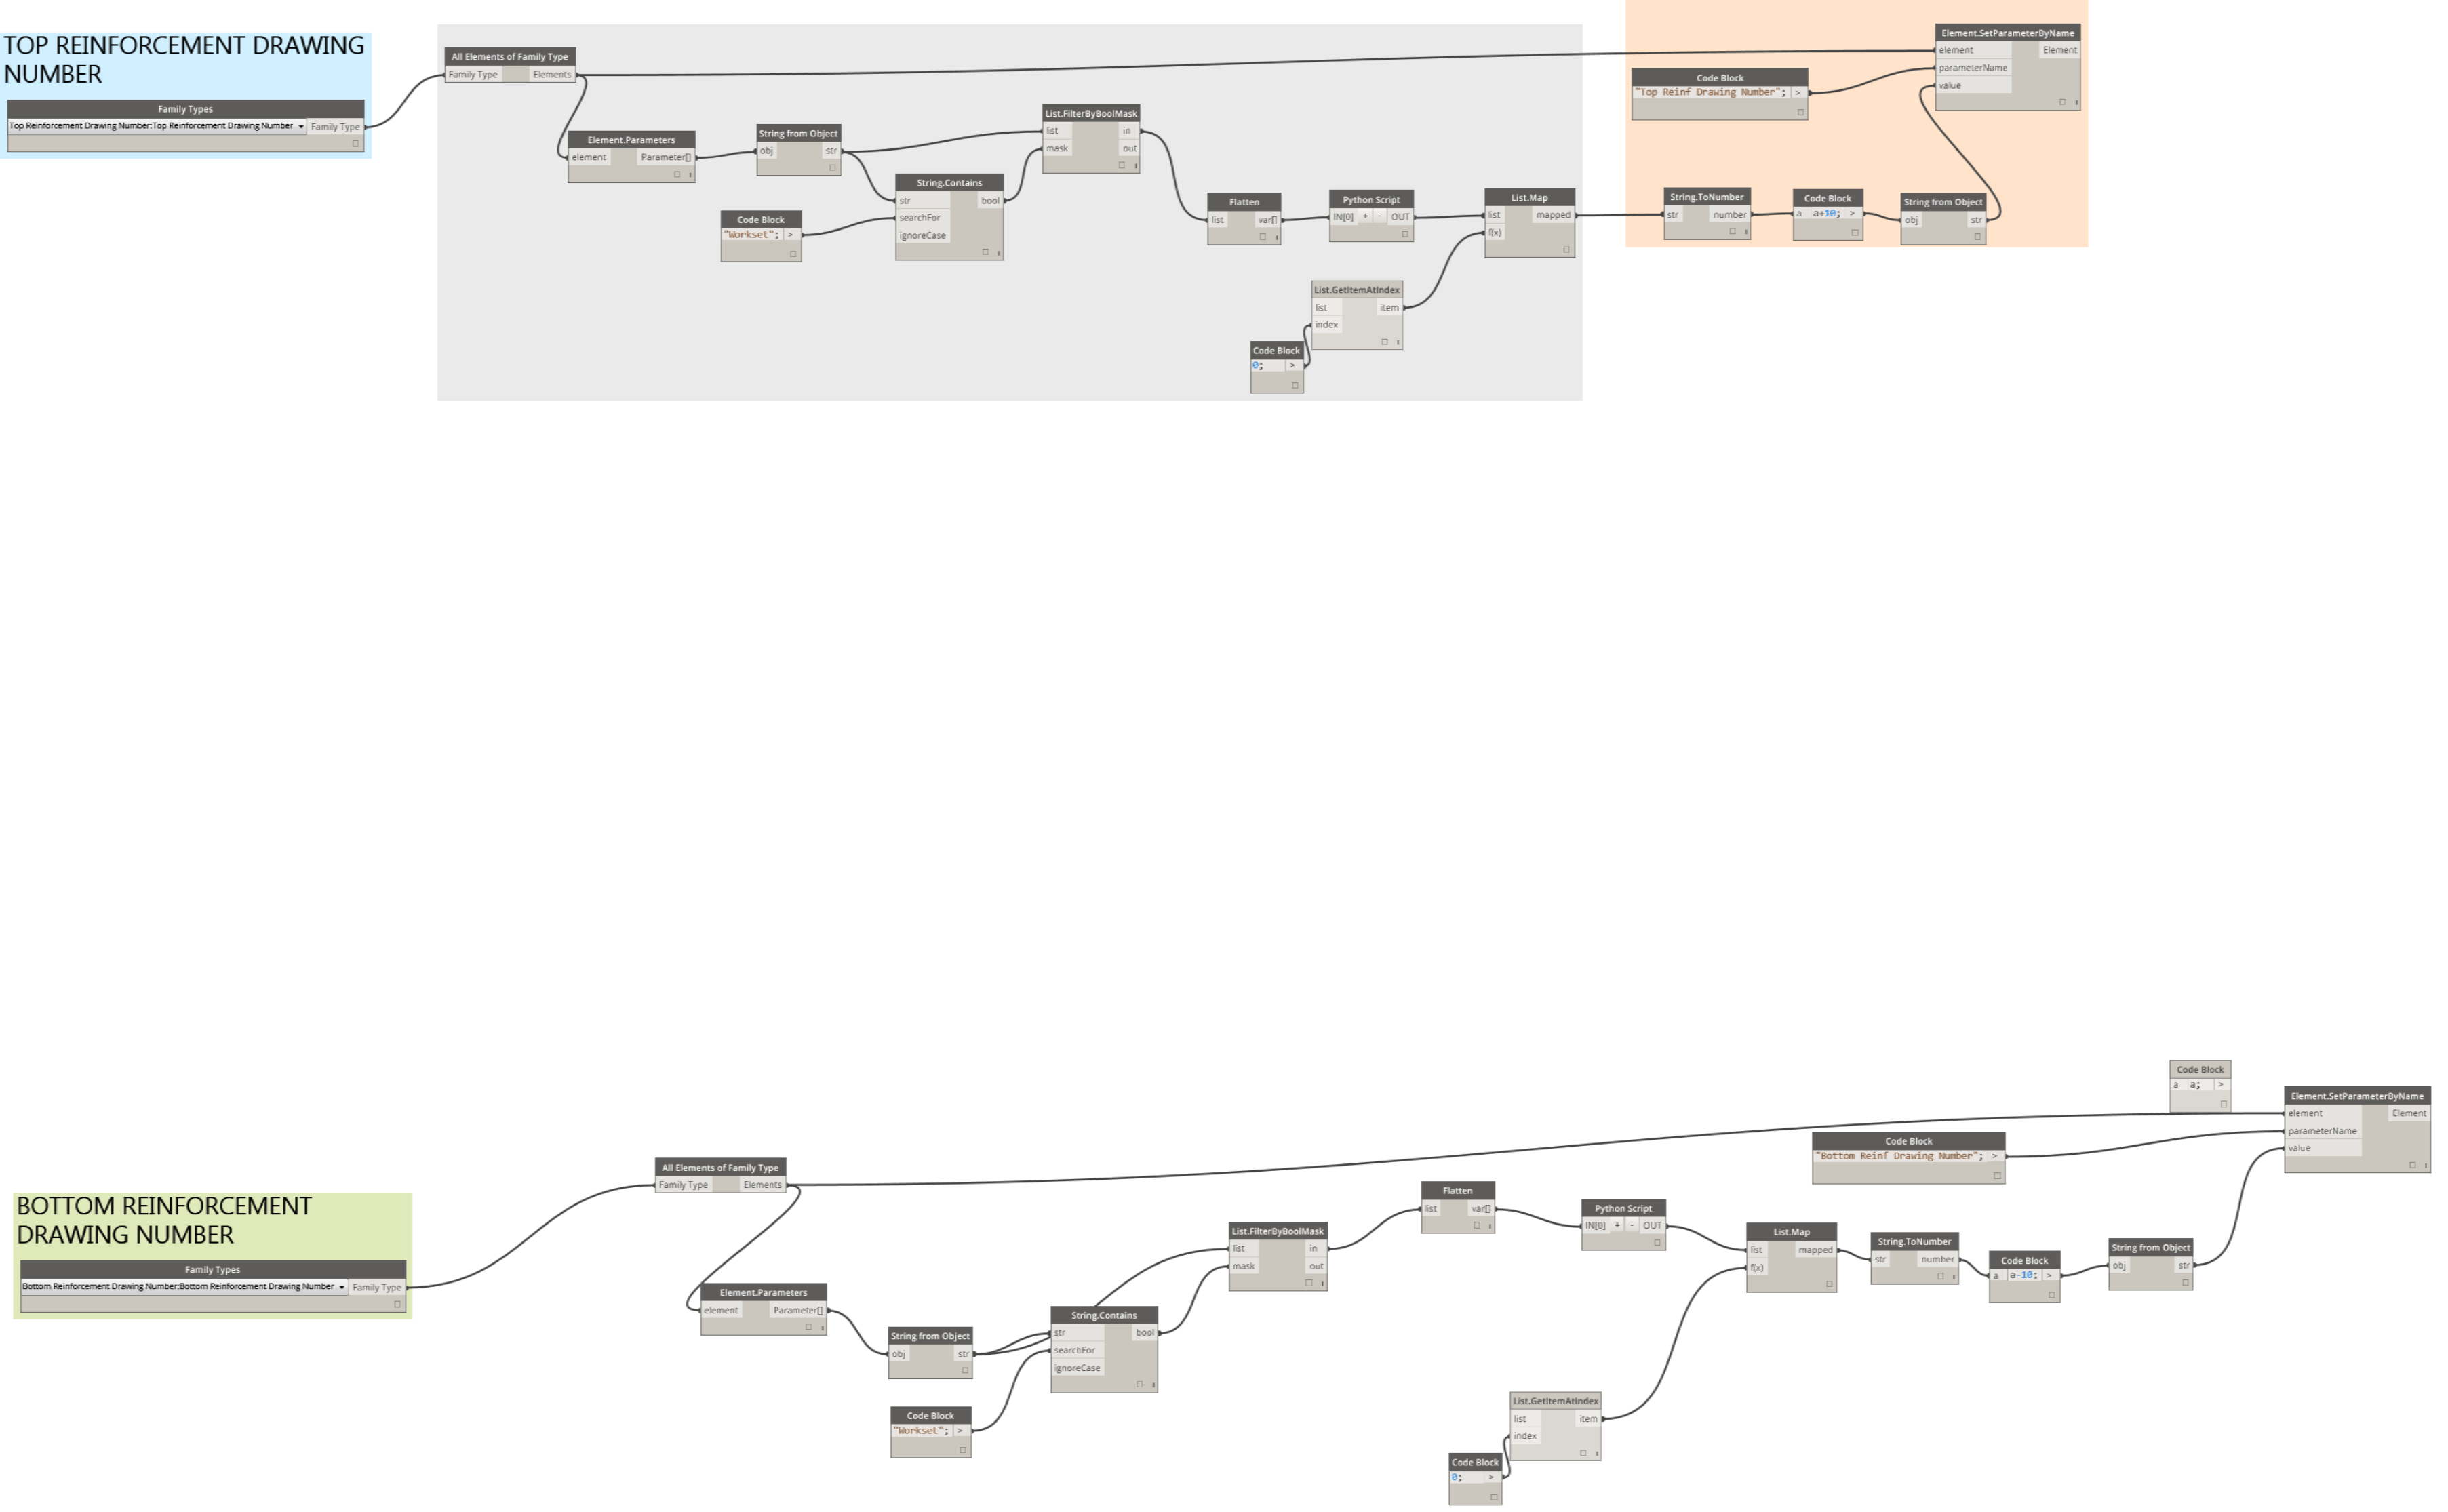 TOP REINFORCEMENT DRAWING
NUMBER
Family Types
Top Reinforcement Drawing Number:Top Reinforcement Drawing Number
Family Type
All Elements of Family Type
Family Type
Elements
Element.Parameters
element
Parameter[]
String from Object
obj
str
Code Block
"Workset";
>
String.Contains
str
bool
searchFor
ignoreCase
List.FilterByBoolMask
list
in
mask
out
Flatten
list
var[]
Python Script
IN[0] + - OUT
List.GetItemAtIndex
list
item
index
Code Block
0;
>
List.Map
list
mapped
f(x)
Code Block
"Top Reinf Drawing Number";
>
String.ToNumber
str
number
Code Block
a
a+10;
>
String from Object
obj
str
Element.SetParameterByName
element
Element
parameterName
value
BOTTOM REINFORCEMENT
DRAWING NUMBER
Family Types
Bottom Reinforcement Drawing Number:Bottom Reinforcement Drawing Number
Family Type
All Elements of Family Type
Family Type
Elements
Element.Parameters
element
Parameter[]
String from Object
obj
str
Code Block
"Workset";
>
String.Contains
str
bool
searchFor
ignoreCase
List.FilterByBoolMask
list
in
mask
out
Flatten
list
var[]
Python Script
IN[0] + - OUT
List.GetItemAtIndex
list
item
index
Code Block
0;
>
List.Map
list
mapped
f(x)
String.ToNumber
str
number
Code Block
a
a-10;
>
String from Object
obj
str
Code Block
"Bottom Reinf Drawing Number";
>
Code Block
a
a;
>
Element.SetParameterByName
element
Element
parameterName
value